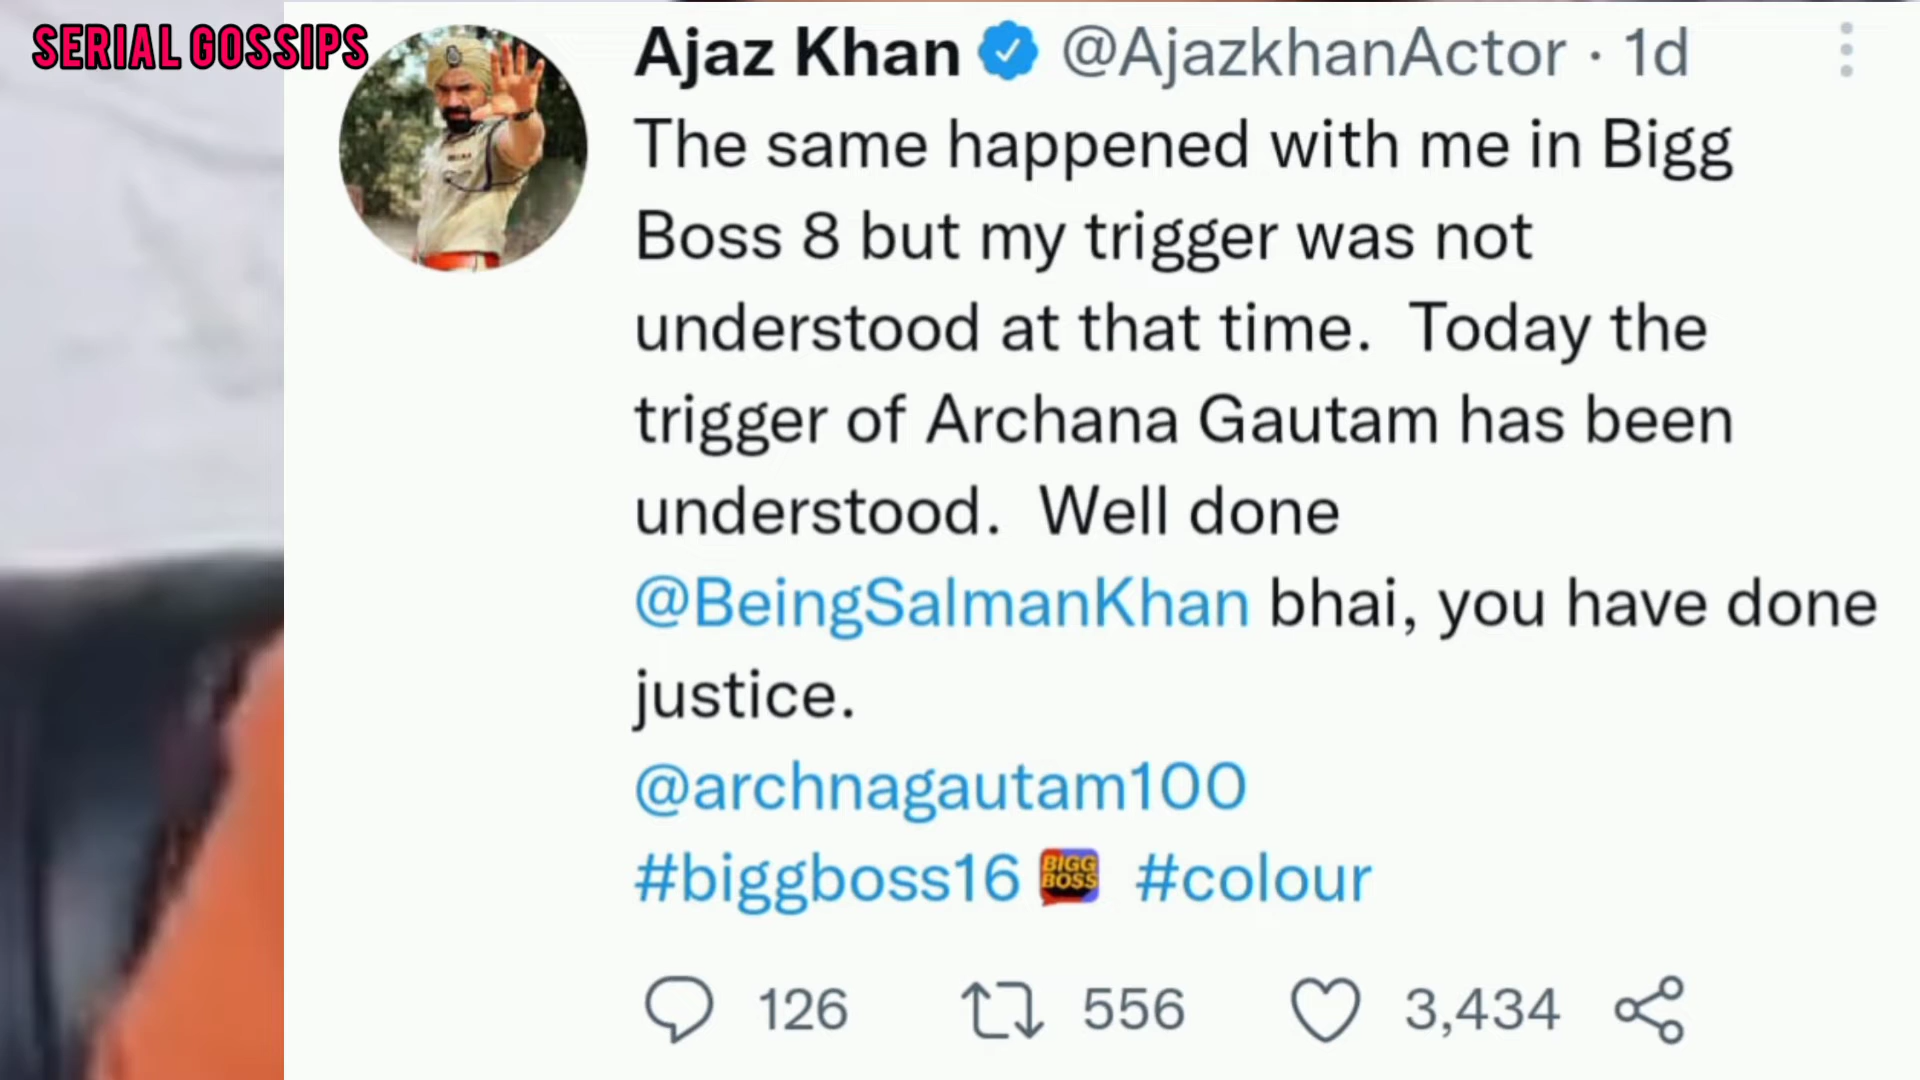 SERIAL GOSSIPS
Ajaz Khan @AjazkhanActor · 1d
The same happened with me in Bigg
Boss 8 but my trigger was not
understood at that time. Today the
trigger of Archana Gautam has been
understood. Well done
@BeingSalmanKhan bhai, you have done
justice.
@archnagautam100
#biggboss16 BIGG BOSS #colour
126 556 3,434